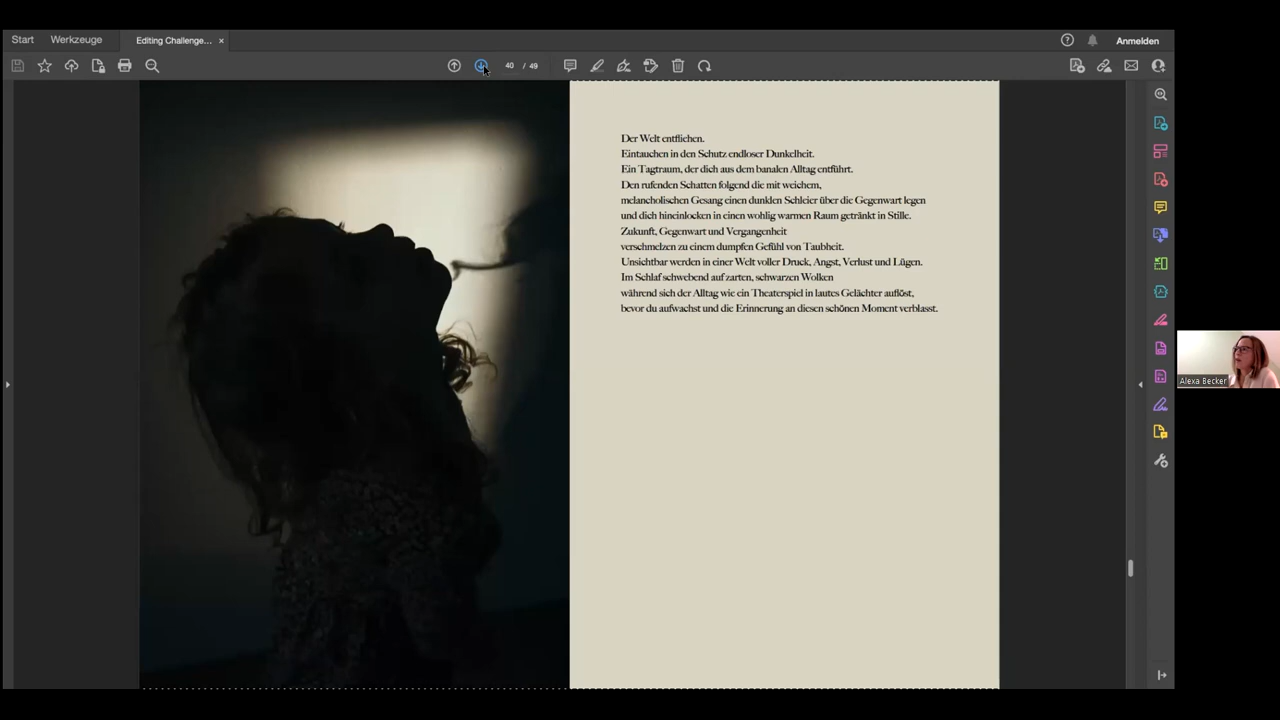 Start
Werkzeuge
Editing Challenge...
Anmelden
40 / 49
Der Welt entfliehen.
Eintauchen in den Schutz endloser Dunkelheit.
Ein Tagtraum, der dich aus dem banalen Alltag entführt.
Den rufenden Schatten folgend die mit weichem,
melancholischen Gesang einen dunklen Schleier über die Gegenwart legen
und dich hineinlocken in einen wohlig warmen Raum getränkt in Stille.
Zukunft, Gegenwart und Vergangenheit
verschmelzen zu einem dumpfen Gefühl von Taubheit.
Unsichtbar werden in einer Welt voller Druck, Angst, Verlust und Lügen.
Im Schlaf schwebend auf zarten, schwarzen Wolken
während sich der Alltag wie ein Theaterspiel in lautes Gelächter auflöst,
bevor du aufwachst und die Erinnerung an diesen schönen Moment verblasst.
Alexa Becker